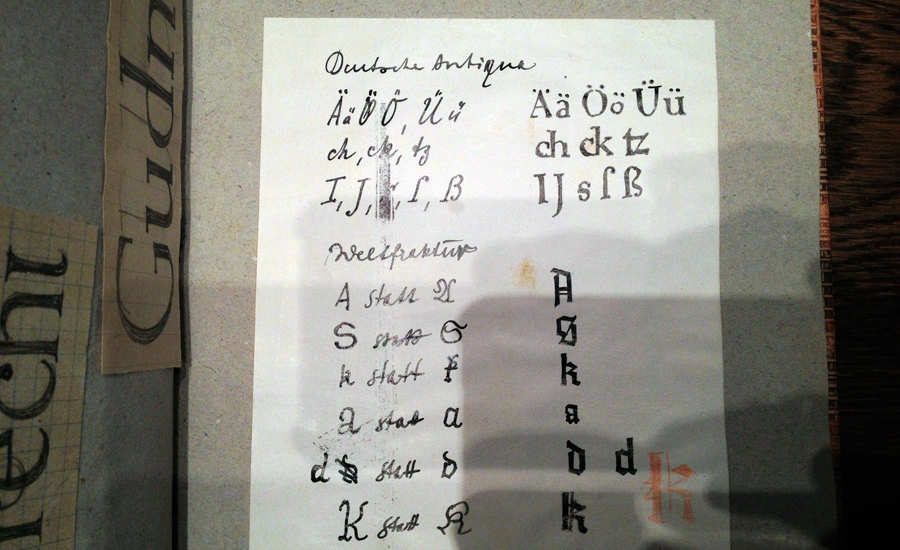 Gudn
recht
Deutsche Antiqua
Ää Öö, Üü Ää Öö Üü
ch, ck, tz ch ck tz
I, J, s, ſ, ß IJ s ſ ß
Weltfraktur
A statt 𝔄 A
S statt 𝔖 S
k statt 𝔨 k
a statt a a
d statt d d d
k
K statt K k